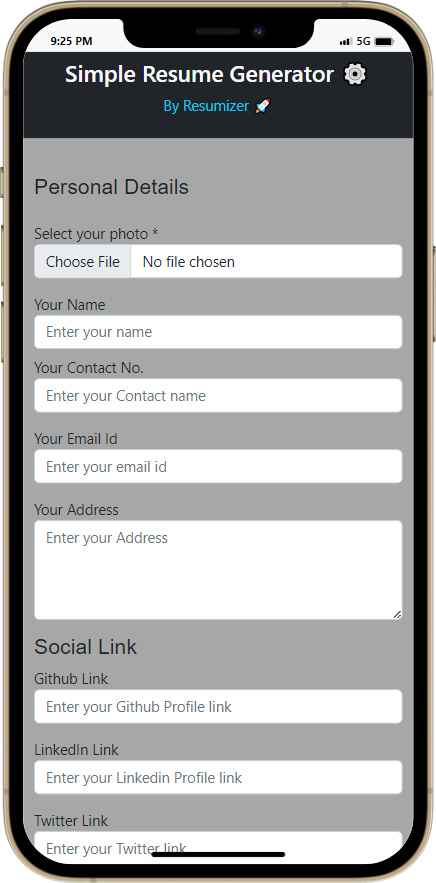 9:25 PM 5G
Simple Resume Generator
By Resumizer 🚀
Personal Details
Select your photo *
Choose File No file chosen
Your Name
Enter your name
Your Contact No.
Enter your Contact name
Your Email Id
Enter your email id
Your Address
Enter your Address
Social Link
Github Link
Enter your Github Profile link
LinkedIn Link
Enter your Linkedin Profile link
Twitter Link
Enter your Twitter link